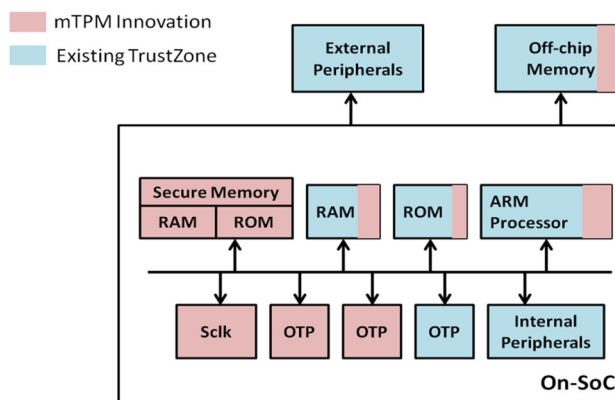 mTPM Innovation
Existing TrustZone
External
Peripherals
Off-chip
Memory
Secure Memory
RAM
ROM
RAM
ROM
ARM
Processor
Sclk
OTP
OTP
OTP
Internal
Peripherals
On-SoC